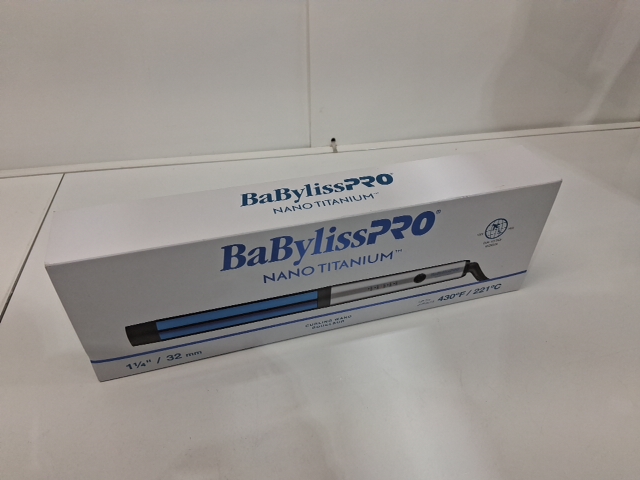 BaBylissPRO®
NANO TITANIUM™
BaBylissPRO®
NANO TITANIUM™
CURLING WAND
1¼" / 32 mm
430°F / 221°C